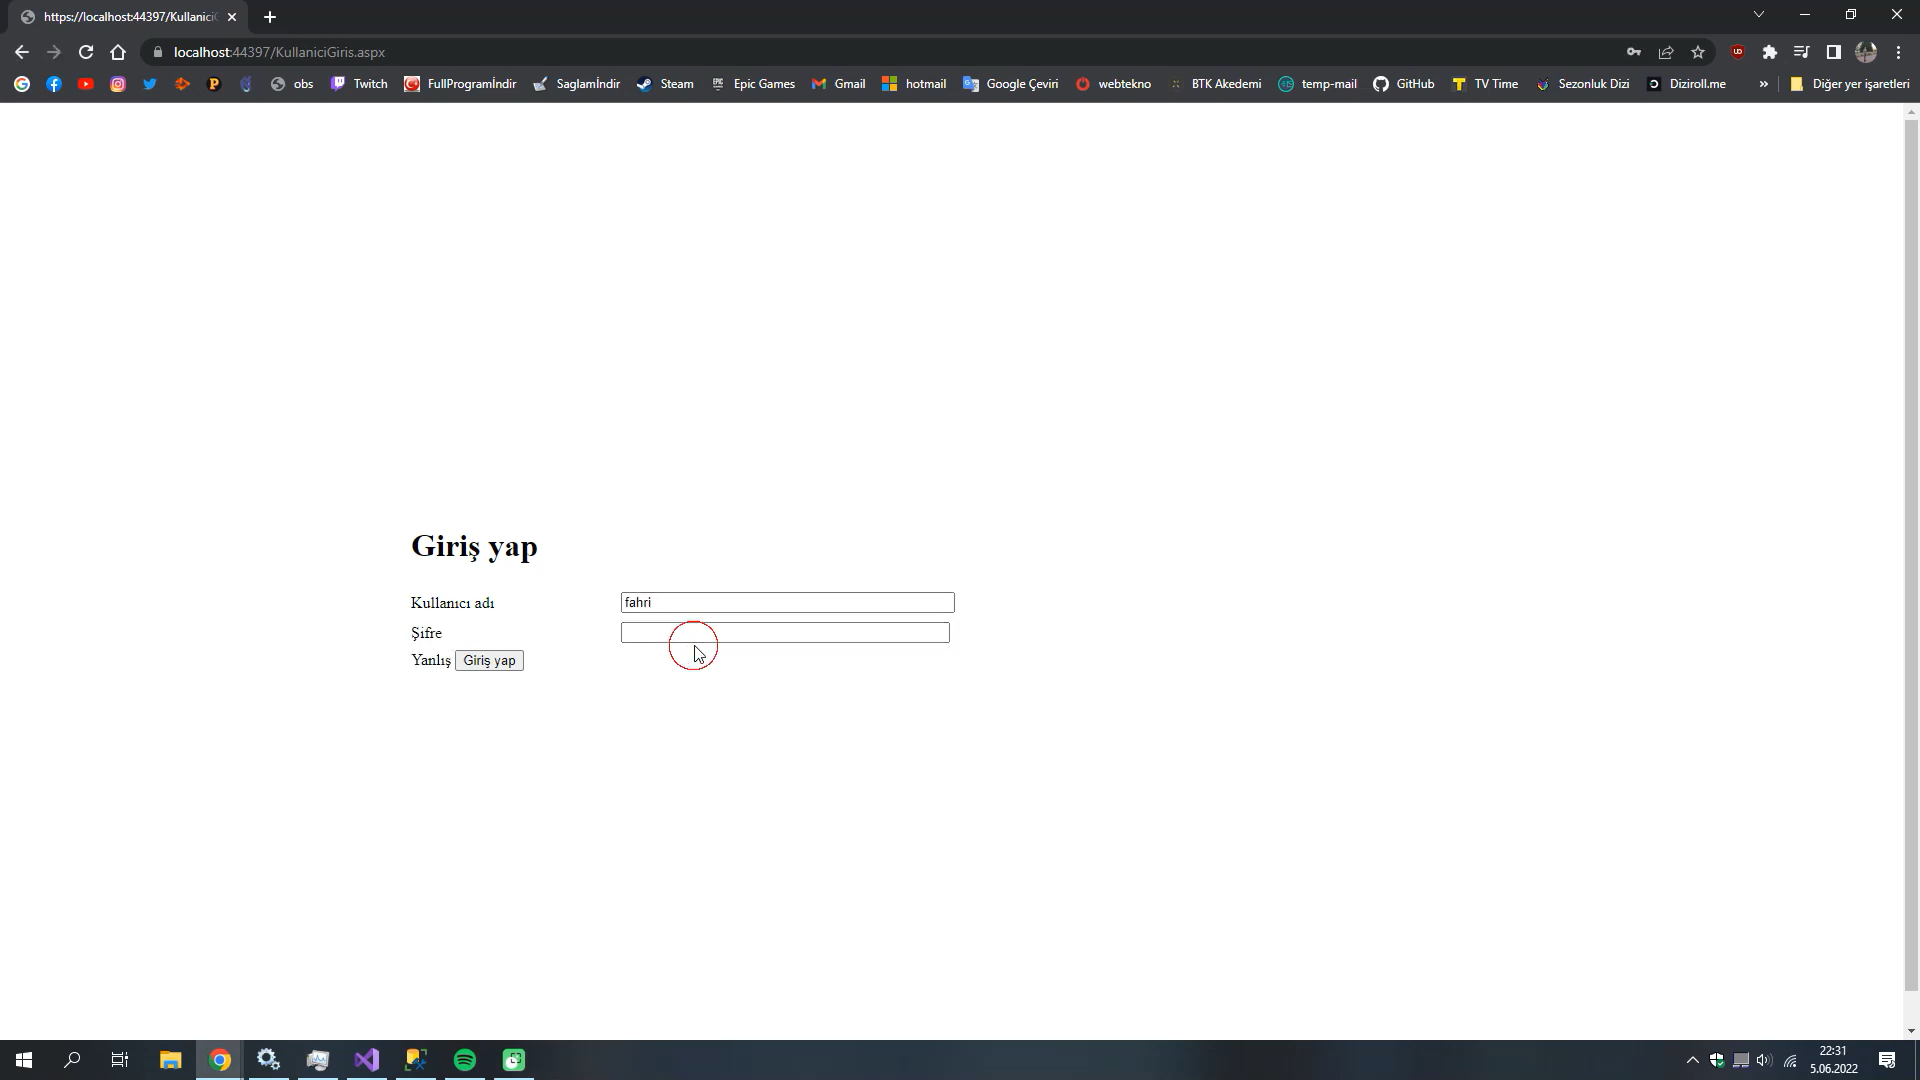 https://localhost:44397/KullaniciG
localhost:44397/KullaniciGiris.aspx
obs Twitch FullProgramİndir Saglamİndir Steam Epic Games Gmail hotmail Google Çeviri webtekno BTK Akedemi temp-mail GitHub TV Time Sezonluk Dizi Diziroll.me » Diğer yer işaretleri
Giriş yap
Kullanıcı adı fahri
Şifre
Yanlış Giriş yap
22:31
5.06.2022